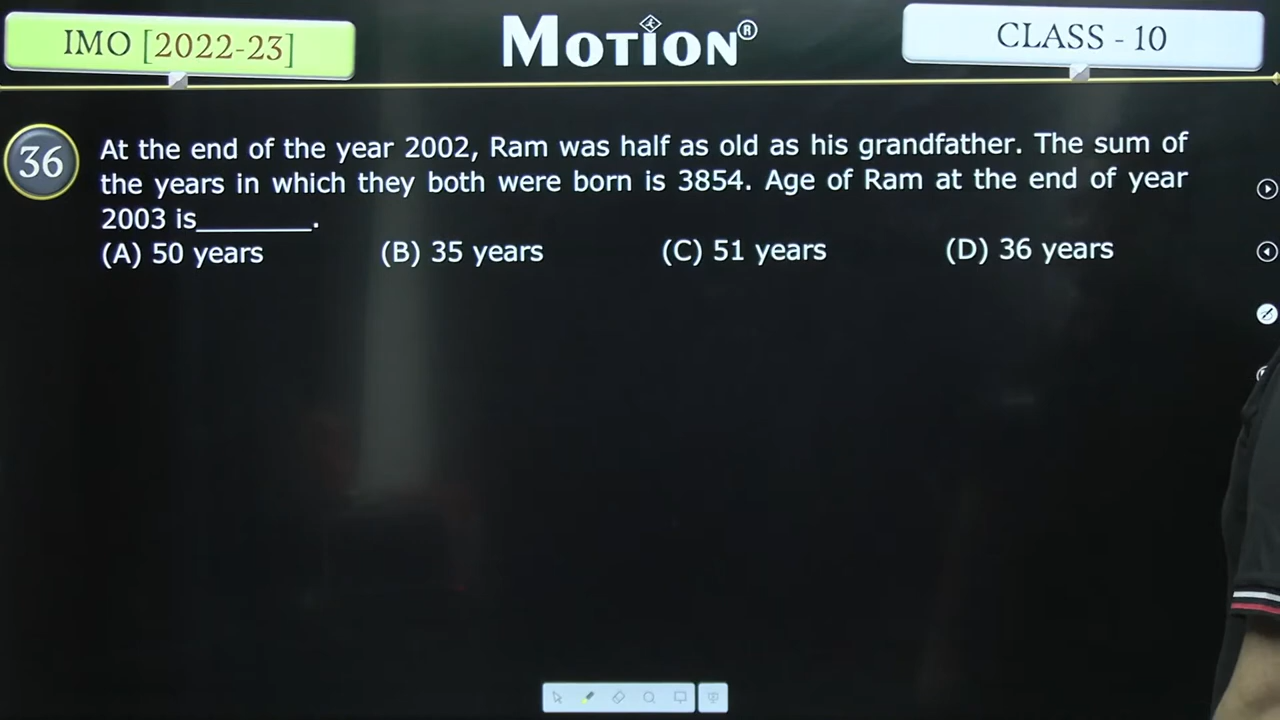 IMO [2022-23]
MOTION®
CLASS - 10
36
At the end of the year 2002, Ram was half as old as his grandfather. The sum of
the years in which they both were born is 3854. Age of Ram at the end of year
2003 is_______.
(A) 50 years (B) 35 years (C) 51 years (D) 36 years